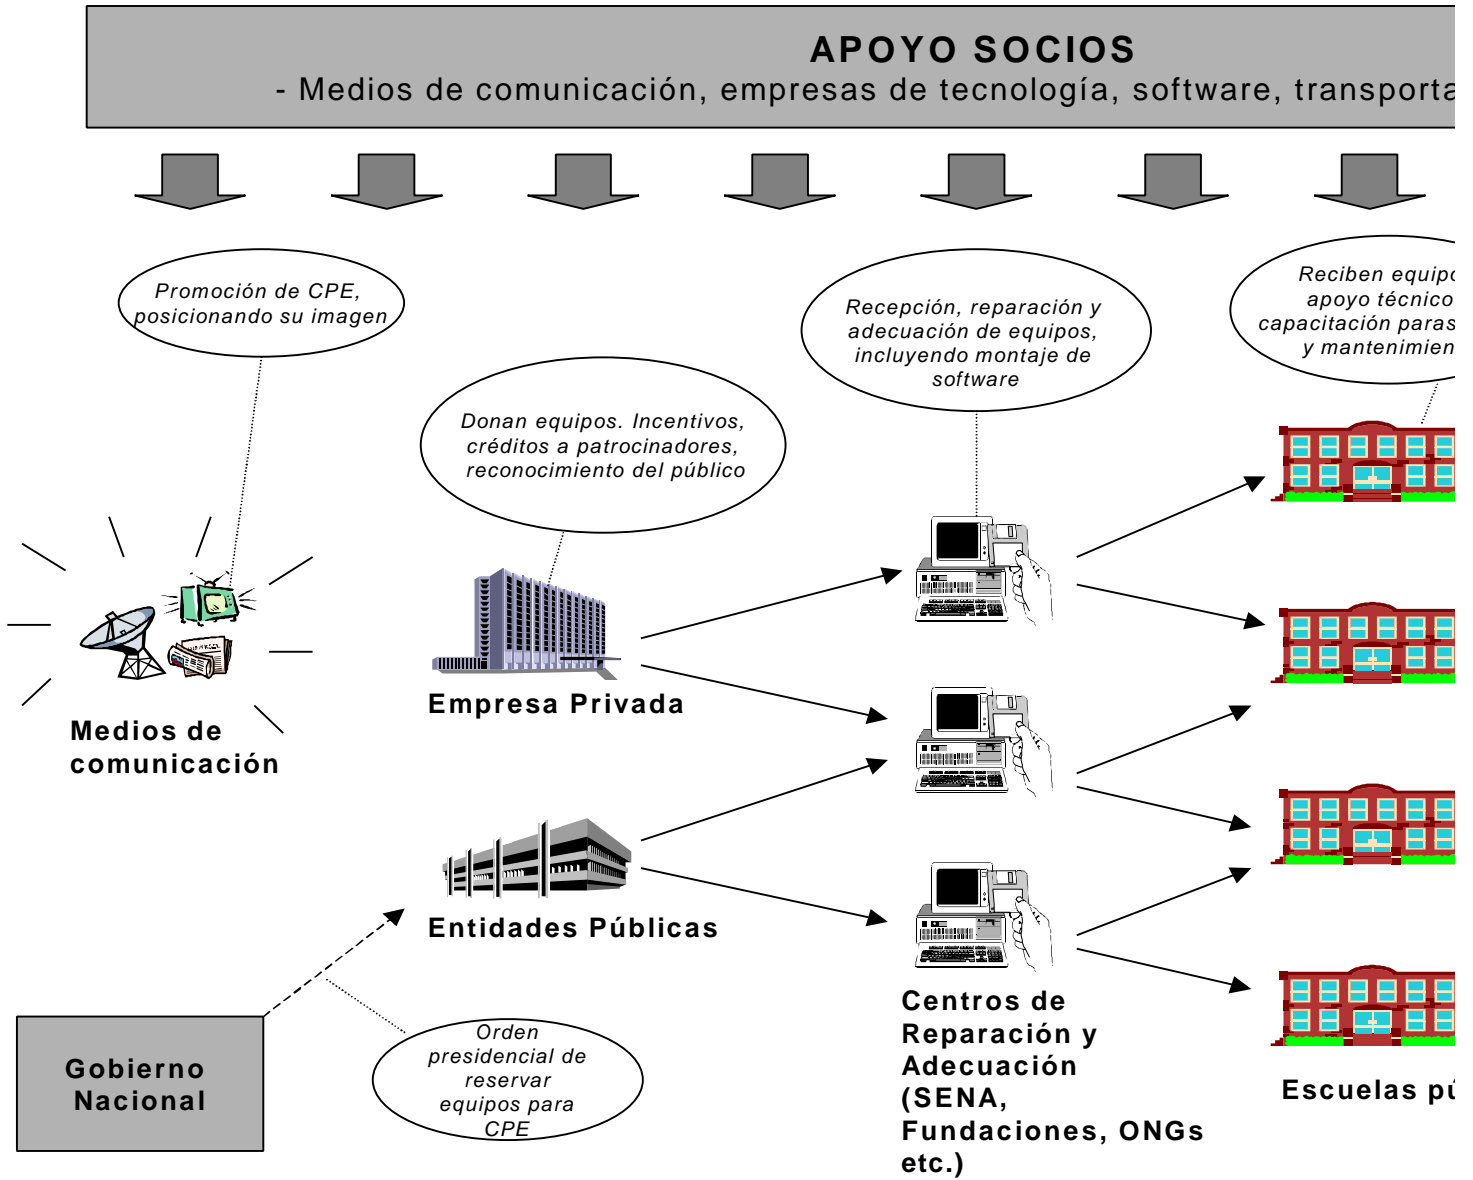 APOYO SOCIOS
- Medios de comunicación, empresas de tecnología, software, transporta
Promoción de CPE,
posicionando su imagen
Donan equipos. Incentivos,
créditos a patrocinadores,
reconocimiento del público
Recepción, reparación y
adecuación de equipos,
incluyendo montaje de
software
Reciben equipo
apoyo técnico
capacitación paras
y mantenimien
Medios de
comunicación
Empresa Privada
Entidades Públicas
Gobierno
Nacional
Orden
presidencial de
reservar
equipos para
CPE
Centros de
Reparación y
Adecuación
(SENA,
Fundaciones, ONGs
etc.)
Escuelas pú